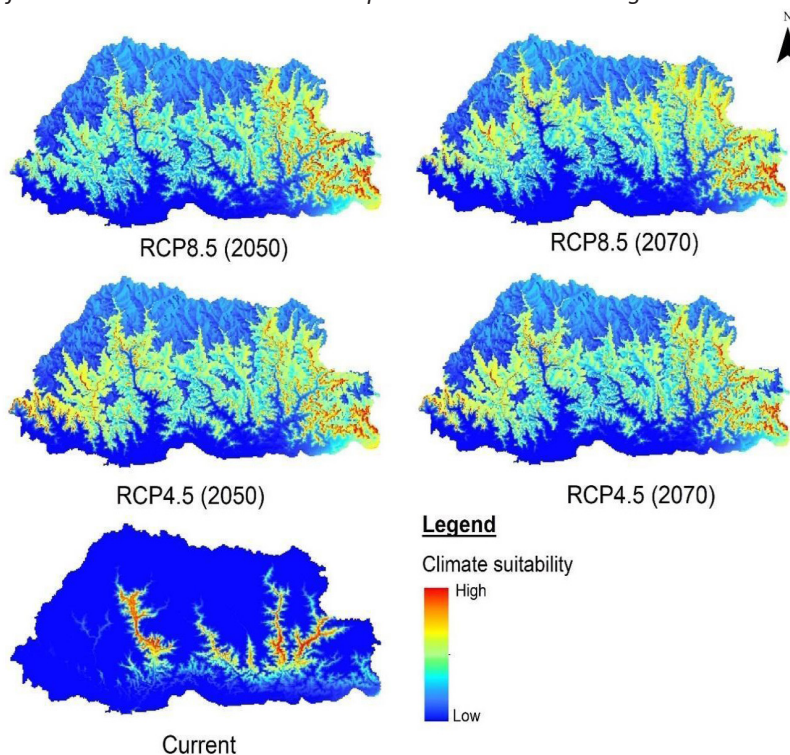 N
RCP8.5 (2050)
RCP8.5 (2070)
RCP4.5 (2050)
RCP4.5 (2070)
Legend
Climate suitability
High
Low
Current